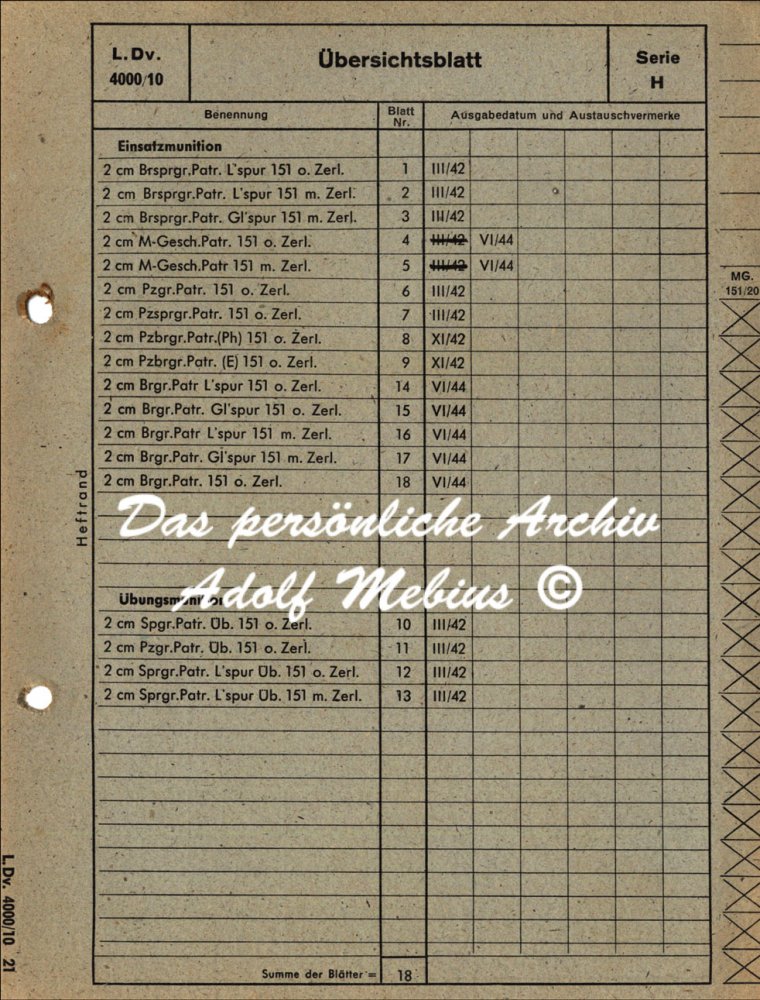 L.Dv. 4000/10
Übersichtsblatt
Serie H
Benennung Blatt Nr. Ausgabedatum und Austauschvermerke
Einsatzmunition
2 cm Brsprgr.Patr. L'spur 151 o. Zerl. 1 III/42
2 cm Brsprgr.Patr. L'spur 151 m. Zerl. 2 III/42
2 cm Brsprgr.Patr. Gl'spur 151 m. Zerl. 3 III/42
2 cm M-Gesch.Patr. 151 o. Zerl. 4 III/42 VI/44
2 cm M-Gesch.Patr 151 m. Zerl. 5 III/42 VI/44
2 cm Pzgr.Patr. 151 o. Zerl. 6 III/42
2 cm Pzsprgr.Patr. 151 o. Zerl. 7 III/42
2 cm Pzbrgr.Patr.(Ph) 151 o. Zerl. 8 XI/42
2 cm Pzbrgr.Patr. (E) 151 o. Zerl. 9 XI/42
2 cm Brgr.Patr L'spur 151 o. Zerl. 14 VI/44
2 cm Brgr.Patr. Gl'spur 151 o. Zerl. 15 VI/44
2 cm Brgr.Patr L'spur 151 m. Zerl. 16 VI/44
2 cm Brgr.Patr. Gl'spur 151 m. Zerl. 17 VI/44
2 cm Brgr.Patr. 151 o. Zerl. 18 VI/44
Das persönliche Archiv
Adolf Mebius ©
Übungsmunition
2 cm Spgr.Patr. Üb. 151 o. Zerl. 10 III/42
2 cm Pzgr.Patr. Üb. 151 o. Zerl. 11 III/42
2 cm Sprgr.Patr. L'spur Üb. 151 o. Zerl. 12 III/42
2 cm Sprgr.Patr. L'spur Üb. 151 m. Zerl. 13 III/42
Summe der Blätter = 18
Heftrand
L.Dv. 4000/10 21
MG.
151/20